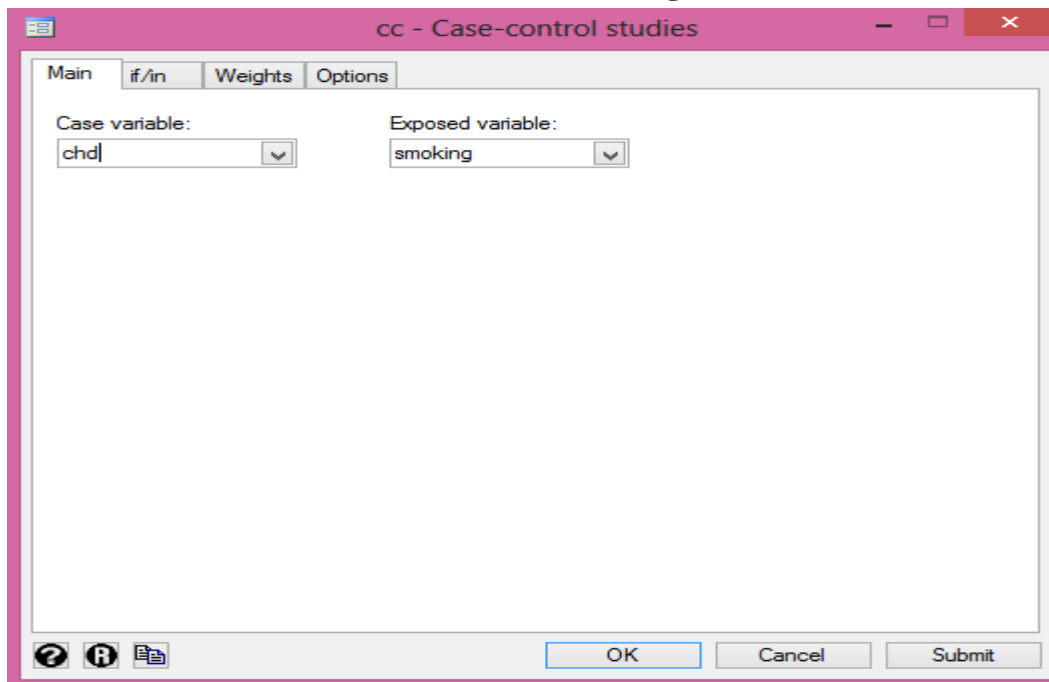 cc - Case-control studies
Main if/in Weights Options
Case variable: Exposed variable:
chd smoking
OK Cancel Submit